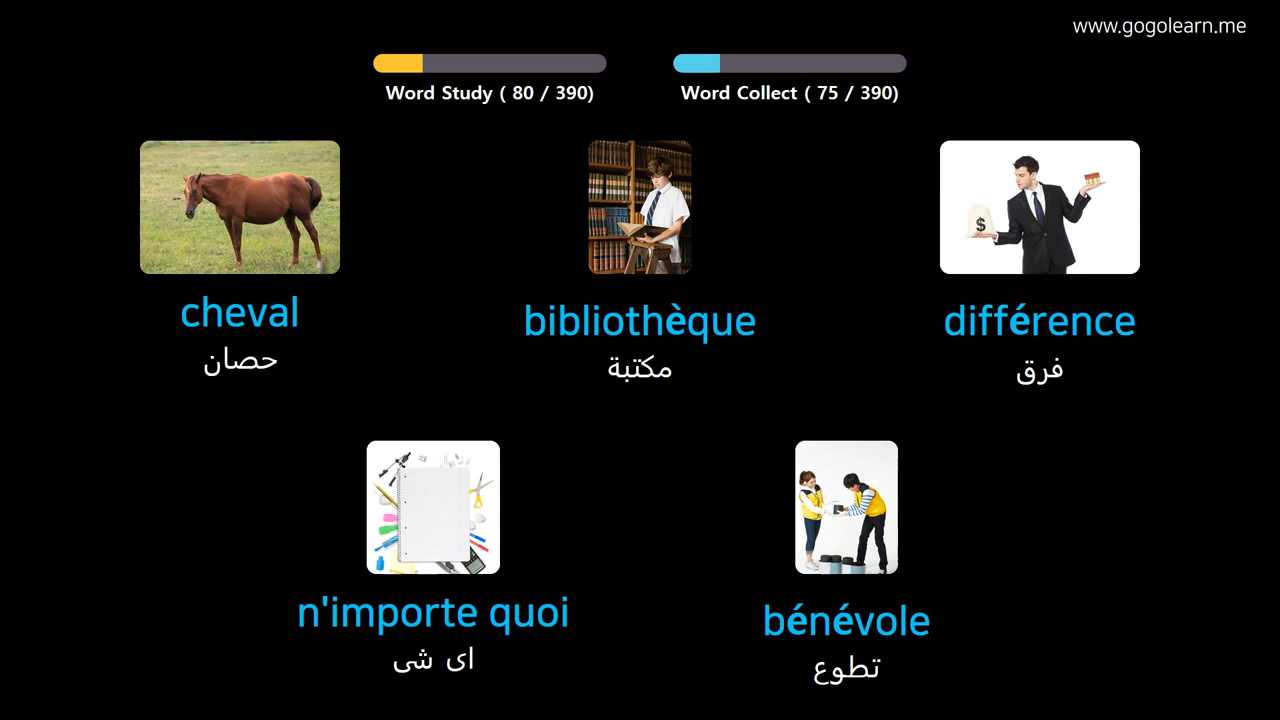 www.gogolearn.me
Word Study ( 80 / 390)
Word Collect ( 75 / 390)
$
cheval
حصان
bibliothèque
مكتبة
différence
فرق
n'importe quoi
ای شی
bénévole
تطوع